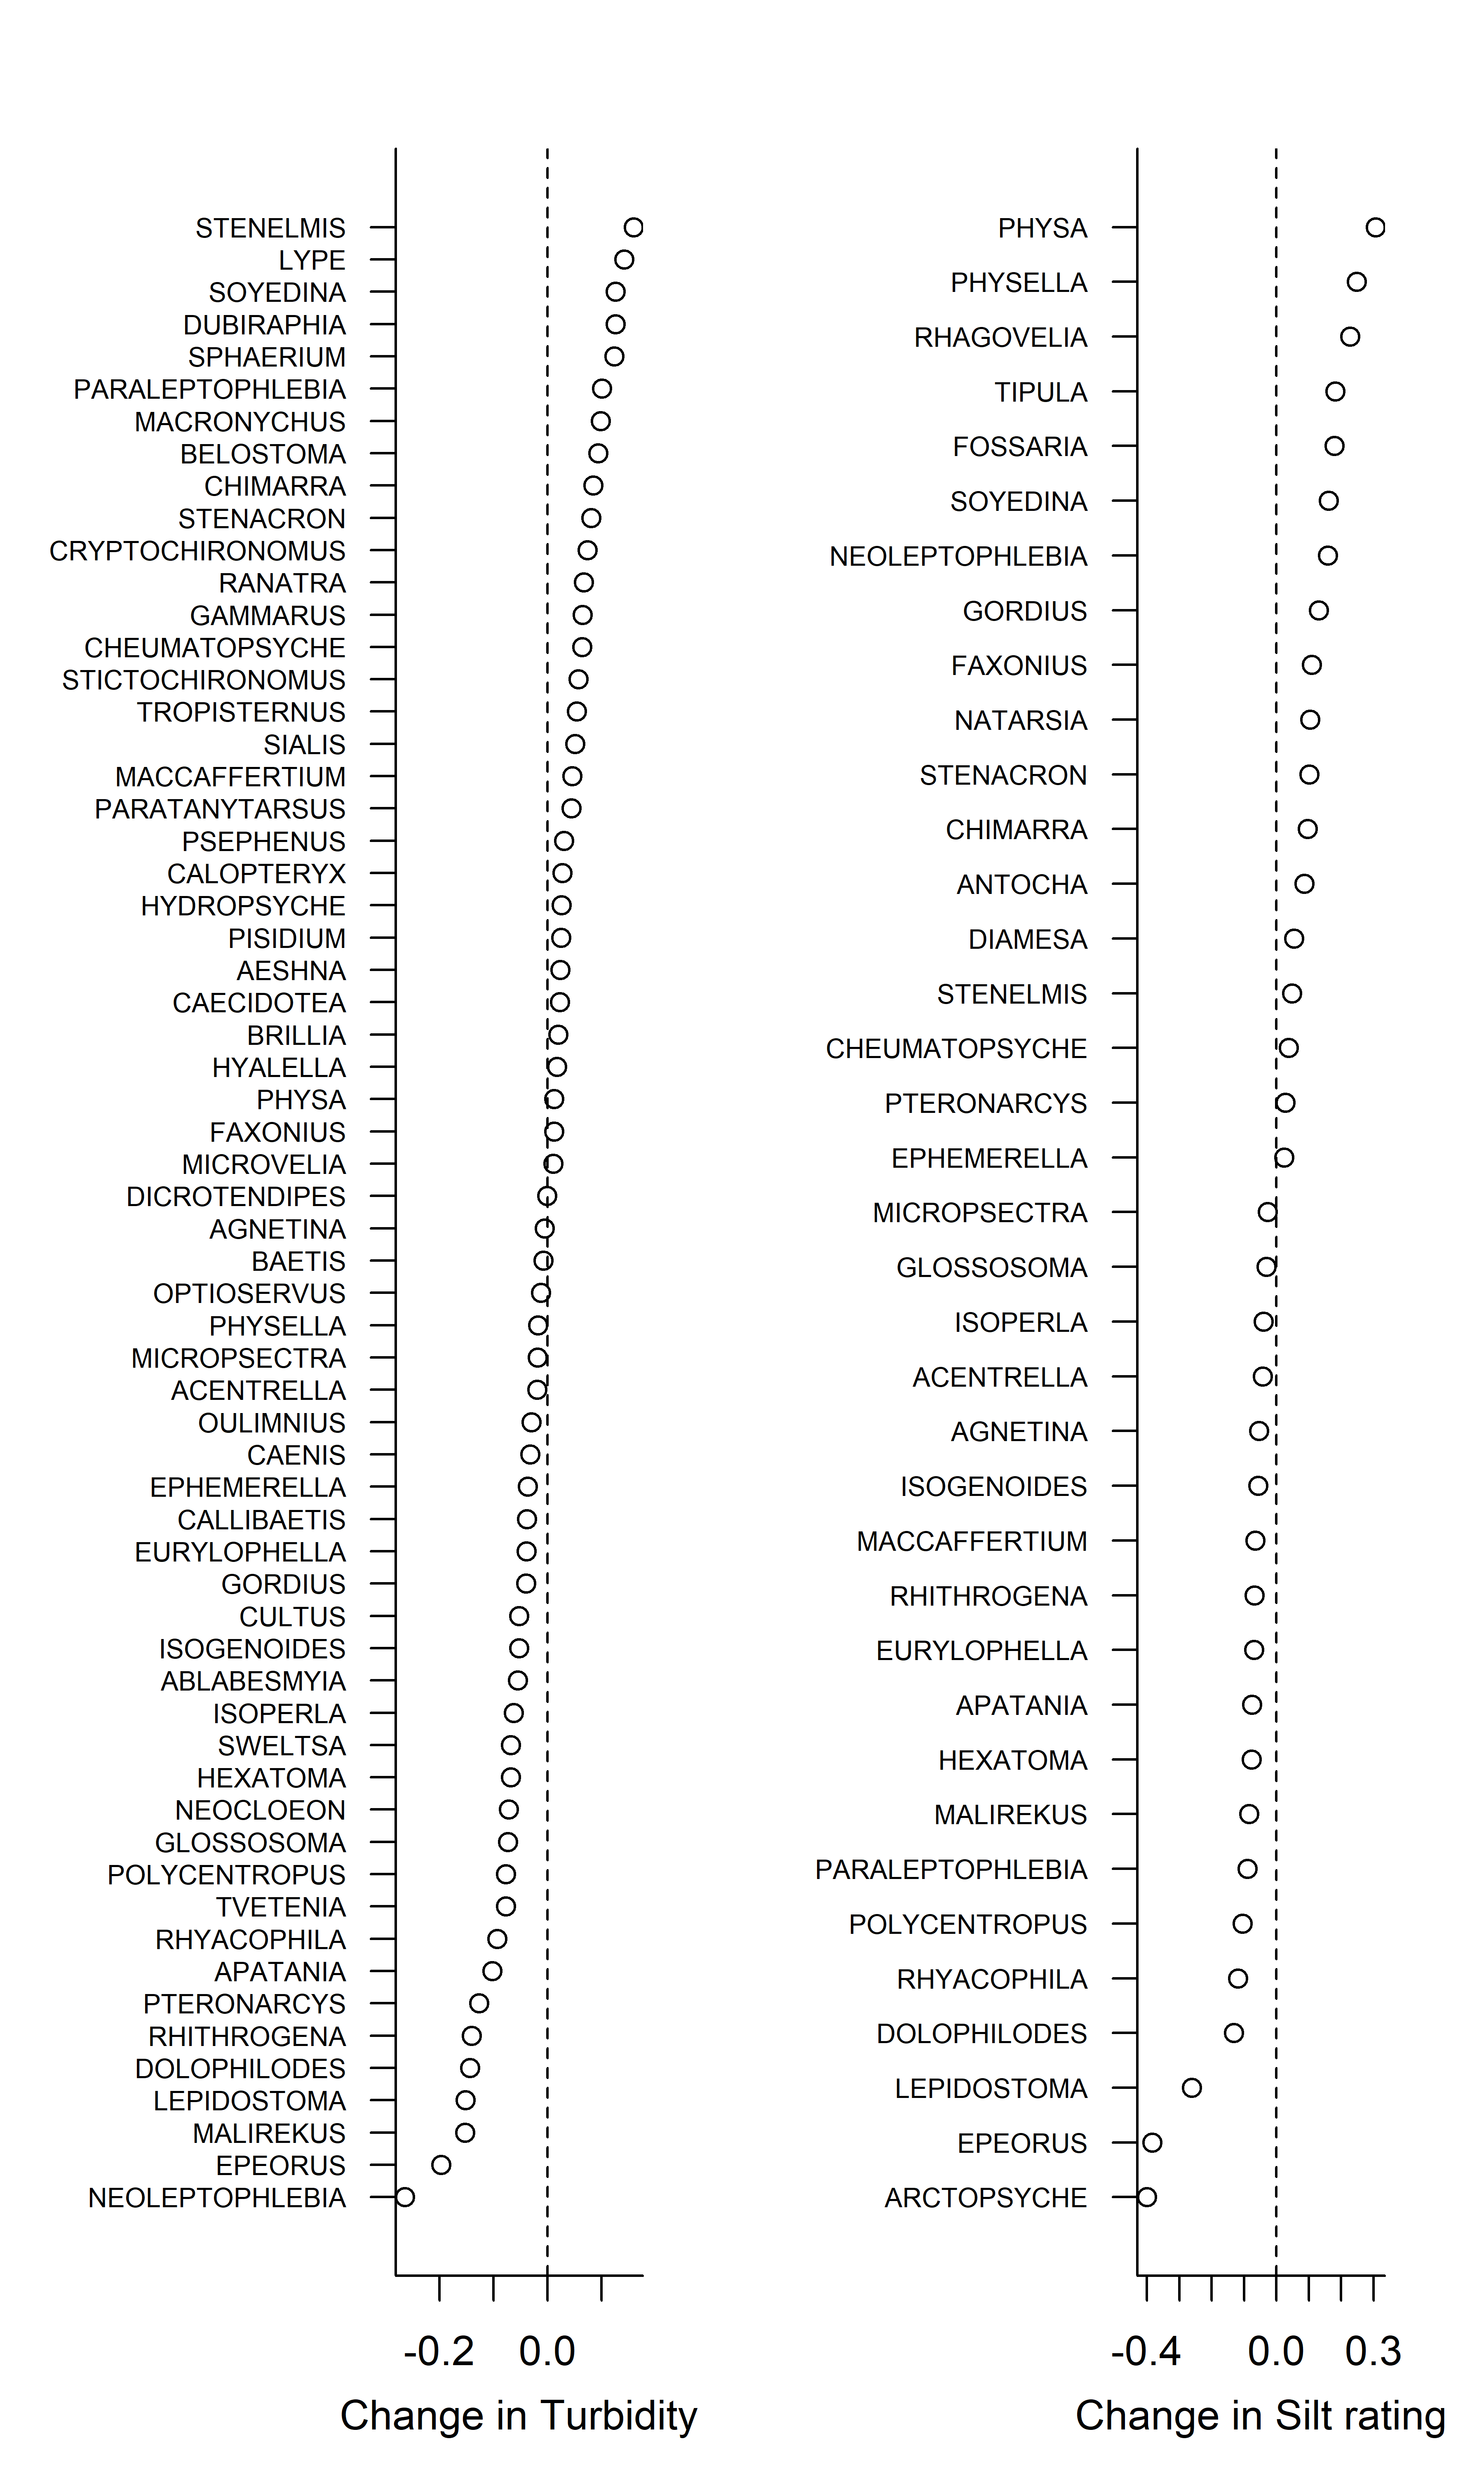 STENELMIS
LYPE
SOYEDINA
DUBIRAPHIA
SPHAERIUM
PARALEPTOPHLEBIA
MACRONYCHUS
BELOSTOMA
CHIMARRA
STENACRON
CRYPTOCHIRONOMUS
RANATRA
GAMMARUS
CHEUMATOPSYCHE
STICTOCHIRONOMUS
TROPISTERNUS
SIALIS
MACCAFFERTIUM
PARATANYTARSUS
PSEPHENUS
CALOPTERYX
HYDROPSYCHE
PISIDIUM
AESHNA
CAECIDOTEA
BRILLIA
HYALELLA
PHYSA
FAXONIUS
MICROVELIA
DICROTENDIPES
AGNETINA
BAETIS
OPTIOSERVUS
PHYSELLA
MICROPSECTRA
ACENTRELLA
OULIMNIUS
CAENIS
EPHEMERELLA
CALLIBAETIS
EURYLOPHELLA
GORDIUS
CULTUS
ISOGENOIDES
ABLABESMYIA
ISOPERLA
SWELTSA
HEXATOMA
NEOCLOEON
GLOSSOSOMA
POLYCENTROPUS
TVETENIA
RHYACOPHILA
APATANIA
PTERONARCYS
RHITHROGENA
DOLOPHILODES
LEPIDOSTOMA
MALIREKUS
EPEORUS
NEOLEPTOPHLEBIA
-0.2 0.0
Change in Turbidity
PHYSA
PHYSELLA
RHAGOVELIA
TIPULA
FOSSARIA
SOYEDINA
NEOLEPTOPHLEBIA
GORDIUS
FAXONIUS
NATARSIA
STENACRON
CHIMARRA
ANTOCHA
DIAMESA
STENELMIS
CHEUMATOPSYCHE
PTERONARCYS
EPHEMERELLA
MICROPSECTRA
GLOSSOSOMA
ISOPERLA
ACENTRELLA
AGNETINA
ISOGENOIDES
MACCAFFERTIUM
RHITHROGENA
EURYLOPHELLA
APATANIA
HEXATOMA
MALIREKUS
PARALEPTOPHLEBIA
POLYCENTROPUS
RHYACOPHILA
DOLOPHILODES
LEPIDOSTOMA
EPEORUS
ARCTOPSYCHE
-0.4 0.0 0.3
Change in Silt rating